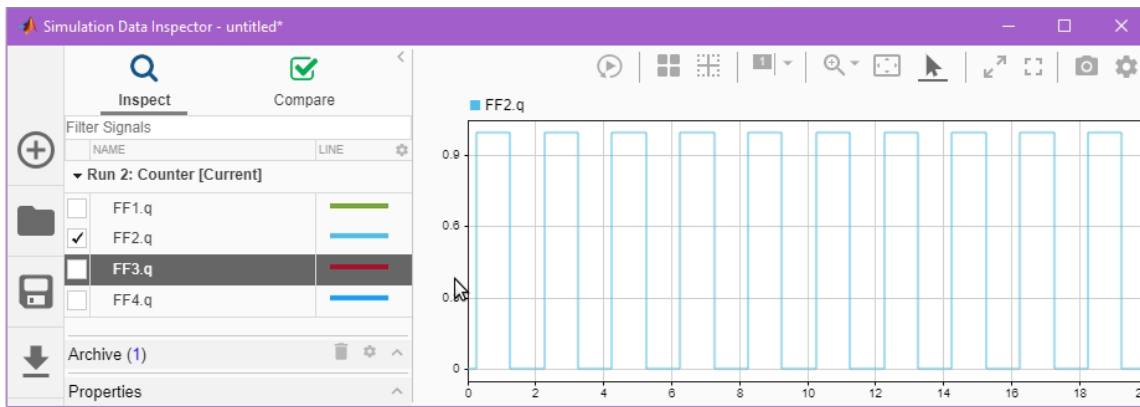 Simulation Data Inspector - untitled*
Inspect
Compare
Filter Signals
NAME
LINE
Run 2: Counter [Current]
FF1.q
FF2.q
FF3.q
FF4.q
Archive (1)
Properties
1
FF2.q
0.9
0.6
0
0 2 4 6 8 10 12 14 16 18